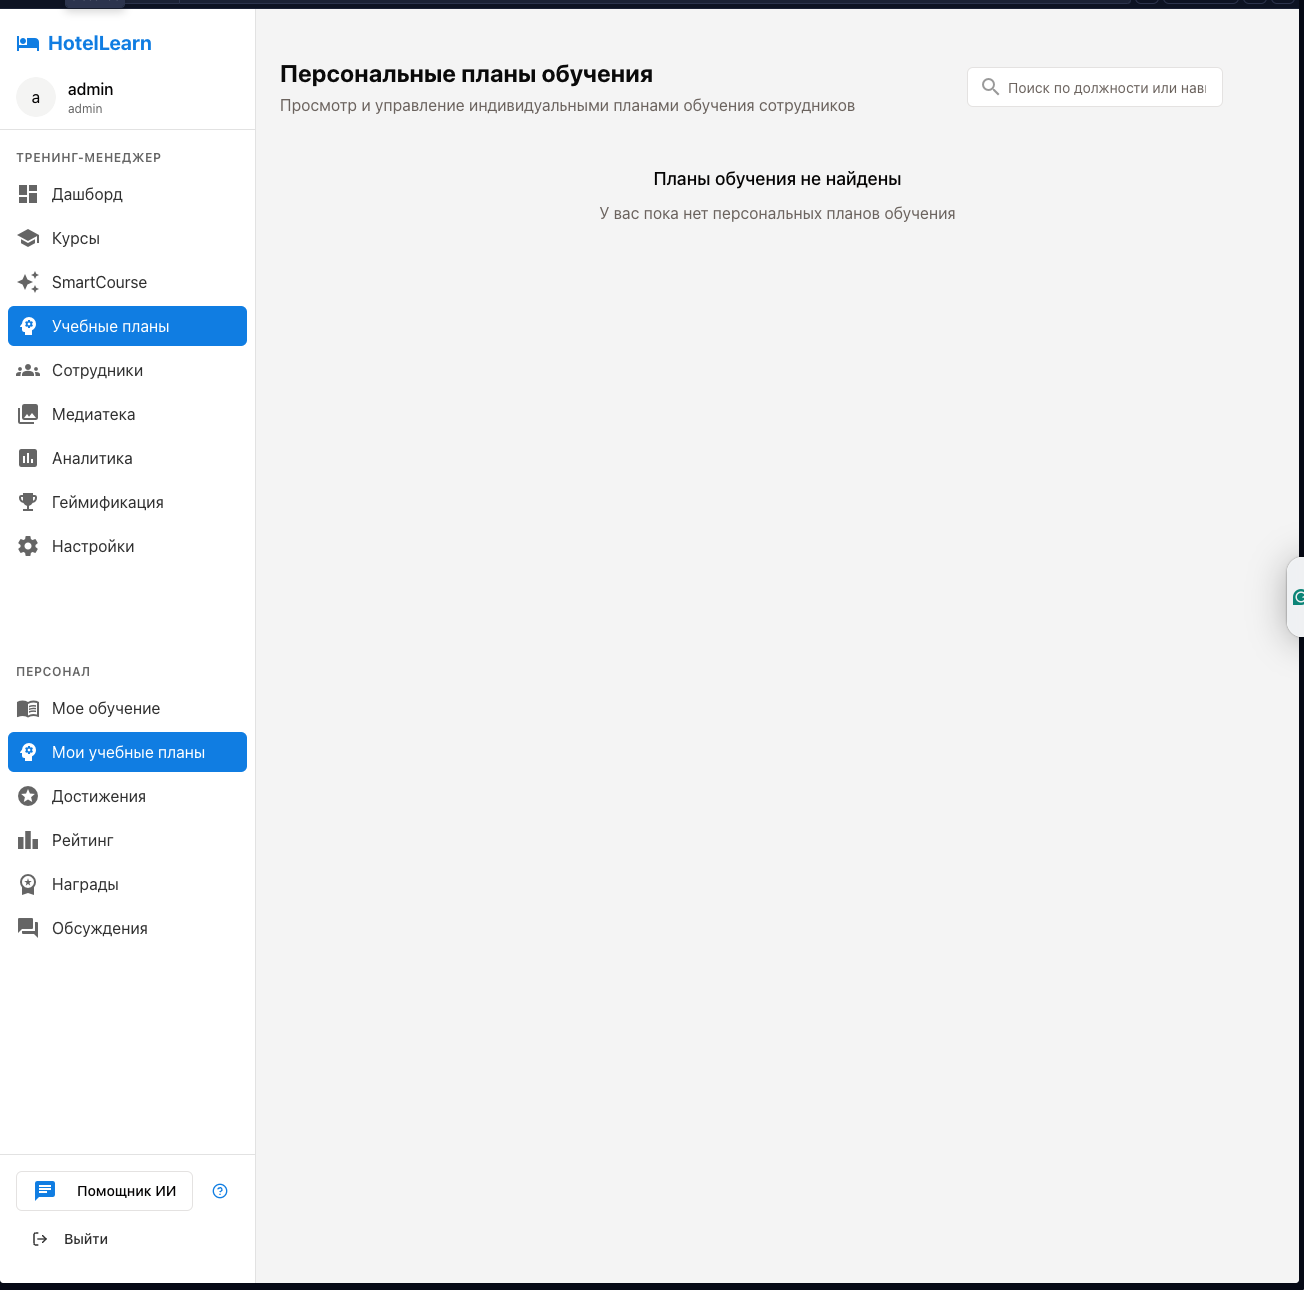 HotelLearn
a
admin
admin
ТРЕНИНГ-МЕНЕДЖЕР
Дашборд
Курсы
SmartCourse
Учебные планы
Сотрудники
Медиатека
Аналитика
Геймификация
Настройки
ПЕРСОНАЛ
Мое обучение
Мои учебные планы
Достижения
Рейтинг
Награды
Обсуждения
Помощник ИИ
Выйти
Персональные планы обучения
Просмотр и управление индивидуальными планами обучения сотрудников
Поиск по должности или
Планы обучения не найдены
У вас пока нет персональных планов обучения